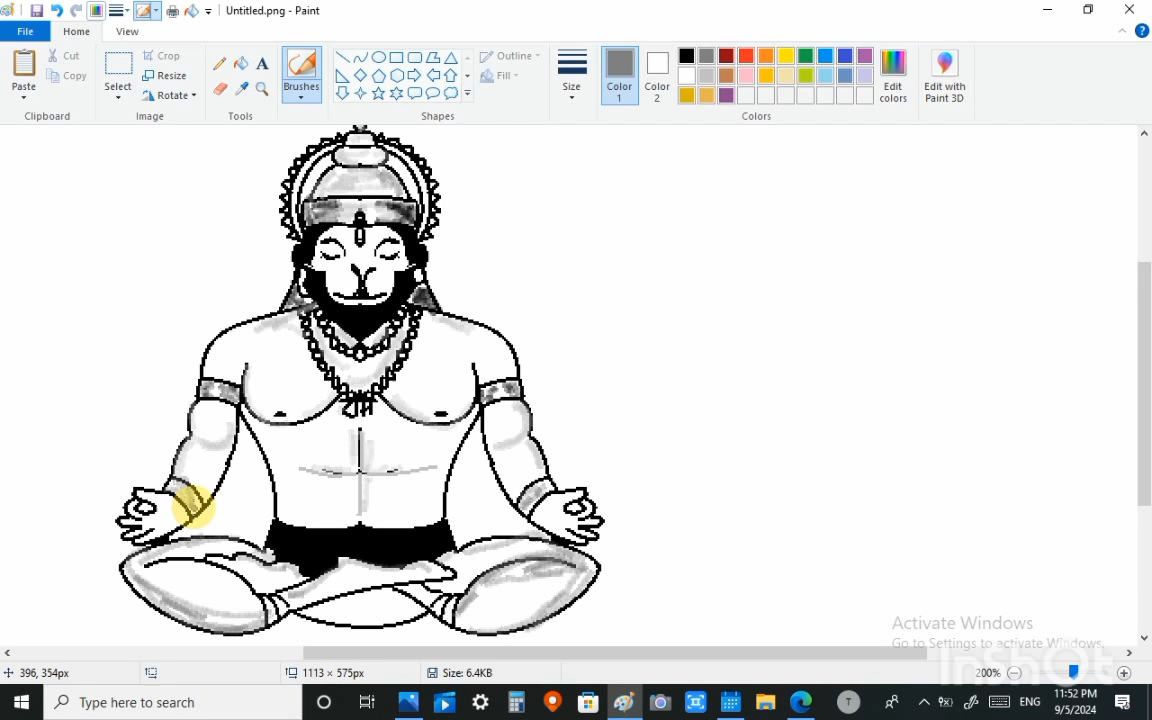 Untitled.png - Paint
File
Home
View
Paste
Cut
Copy
Clipboard
Select
Crop
Resize
Rotate
Image
Tools
Brushes
Shapes
Outline
Fill
Size
Color 1
Color 2
Colors
Edit colors
Edit with Paint 3D
राम
Activate Windows
Go to Settings to activate Windows.
InShOt
396, 354px
1113 × 575px
Size: 6.4KB
200%
Type here to search
T
ENG
11:52 PM
9/5/2024